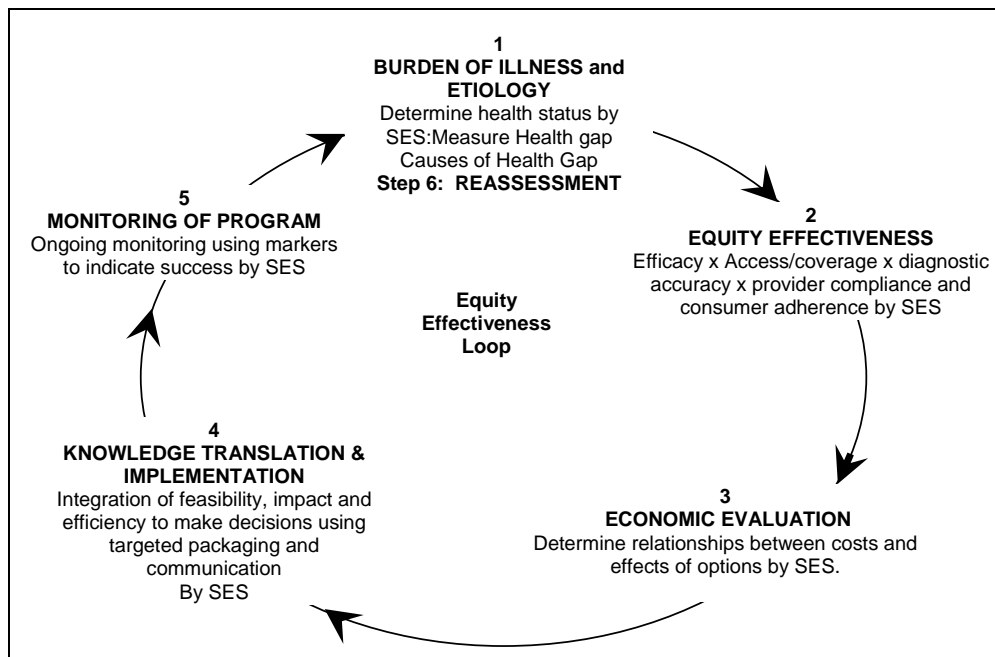 1
BURDEN OF ILLNESS and
ETIOLOGY
Determine health status by
SES:Measure Health gap
Causes of Health Gap
Step 6: REASSESSMENT
2
EQUITY EFFECTIVENESS
Efficacy x Access/coverage x diagnostic
accuracy x provider compliance and
consumer adherence by SES
3
ECONOMIC EVALUATION
Determine relationships between costs and
effects of options by SES.
4
KNOWLEDGE TRANSLATION &
IMPLEMENTATION
Integration of feasibility, impact and
efficiency to make decisions using
targeted packaging and
communication
By SES
5
MONITORING OF PROGRAM
Ongoing monitoring using markers
to indicate success by SES
Equity
Effectiveness
Loop